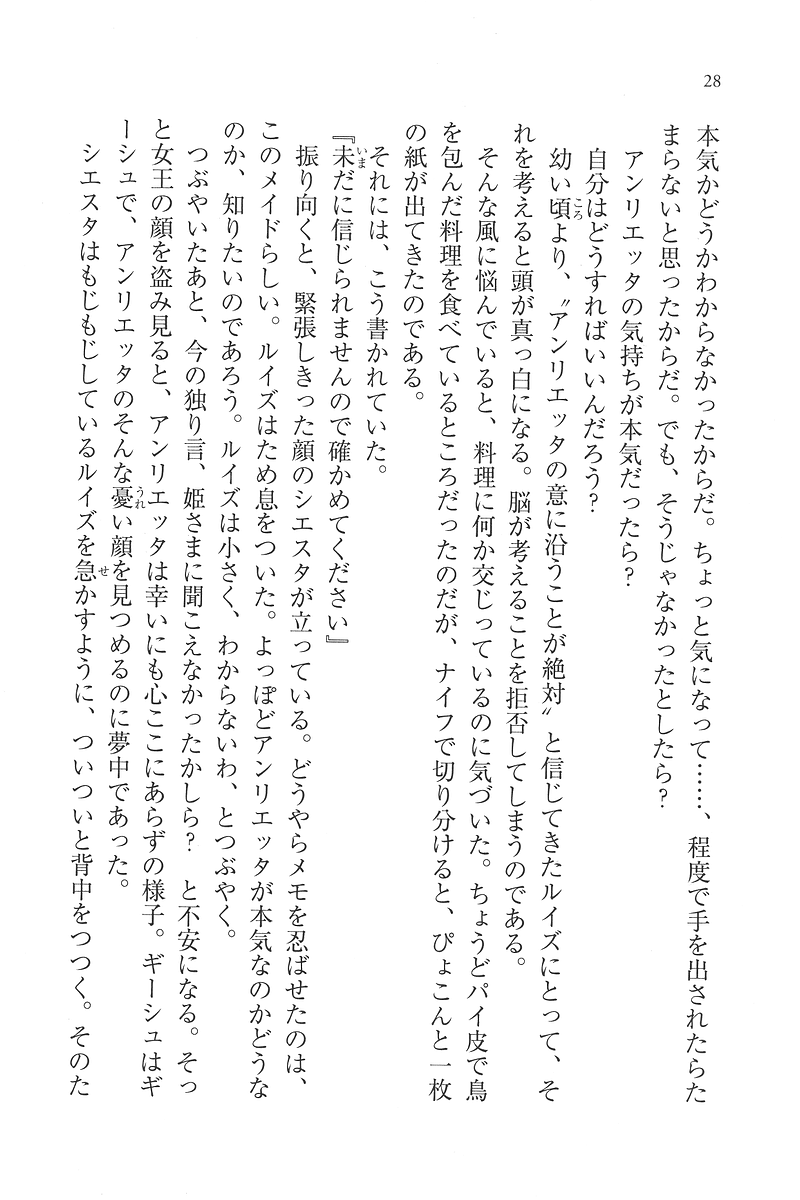 28
本気かどうかわからなかったからだ。ちょっと気になって……、程度で手を出されたらた
まらないと思ったからだ。でも、そうじゃなかったとしたら？
アンリエッタの気持ちが本気だったら？
自分はどうすればいいんだろう？
幼い頃ころより、〝アンリエッタの意に沿うことが絶対〟と信じてきたルイズにとって、そ
れを考えると頭が真っ白になる。脳が考えることを拒否してしまうのである。
そんな風に悩んでいると、料理に何か交じっているのに気づいた。ちょうどパイ皮で鳥
を包んだ料理を食べているところだったのだが、ナイフで切り分けると、ぴょこんと一枚
の紙が出てきたのである。
それには、こう書かれていた。
『未いまだに信じられませんので確かめてください』
振り向くと、緊張しきった顔のシエスタが立っている。どうやらメモを忍ばせたのは、
このメイドらしい。ルイズはため息をついた。よっぽどアンリエッタが本気なのかどうな
のか、知りたいのであろう。ルイズは小さく、わからないわ、とつぶやく。
つぶやいたあと、今の独り言、姫さまに聞こえなかったかしら？　と不安になる。そっ
と女王の顔を盗み見ると、アンリエッタは幸いにも心ここにあらずの様子。ギーシュはギ
ーシュで、アンリエッタのそんな憂うれい顔を見つめるのに夢中であった。
シエスタはもじもじしているルイズを急せかすように、ついついと背中をつつく。そのた